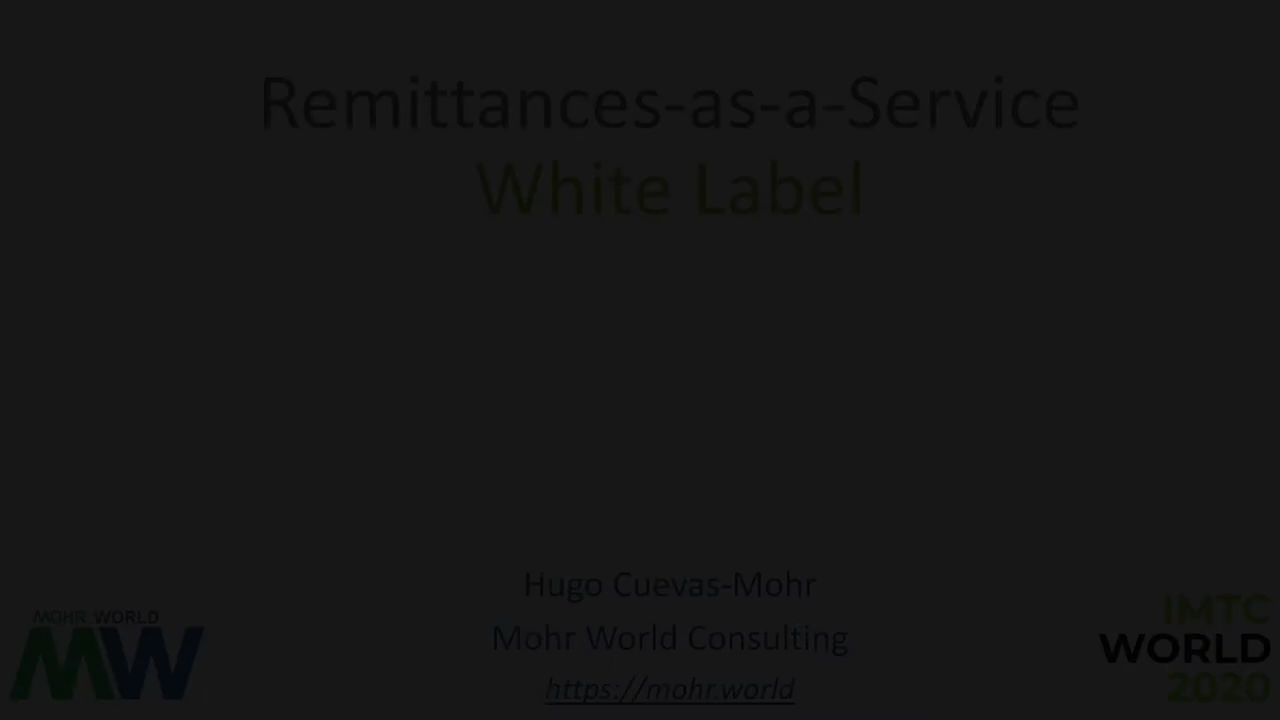 Remittances-as-a-Service
White Label
Hugo Cuevas-Mohr
Mohr World Consulting
https://mohr.world
MOHR WORLD
MW
IMTC
WORLD
2020